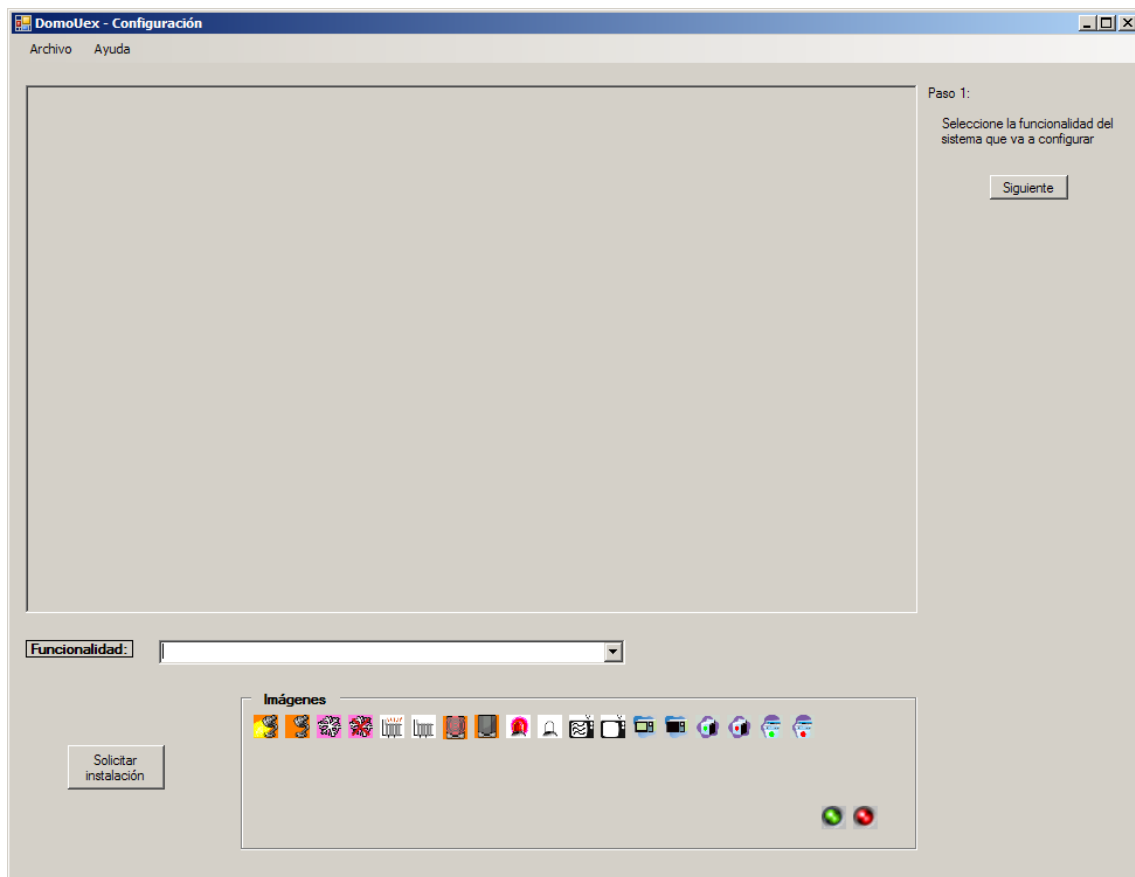 DomoUex - Configuración
Archivo Ayuda
Paso 1:
Seleccione la funcionalidad del
sistema que va a configurar
Siguiente
Funcionalidad:
Imágenes
Solicitar
instalación